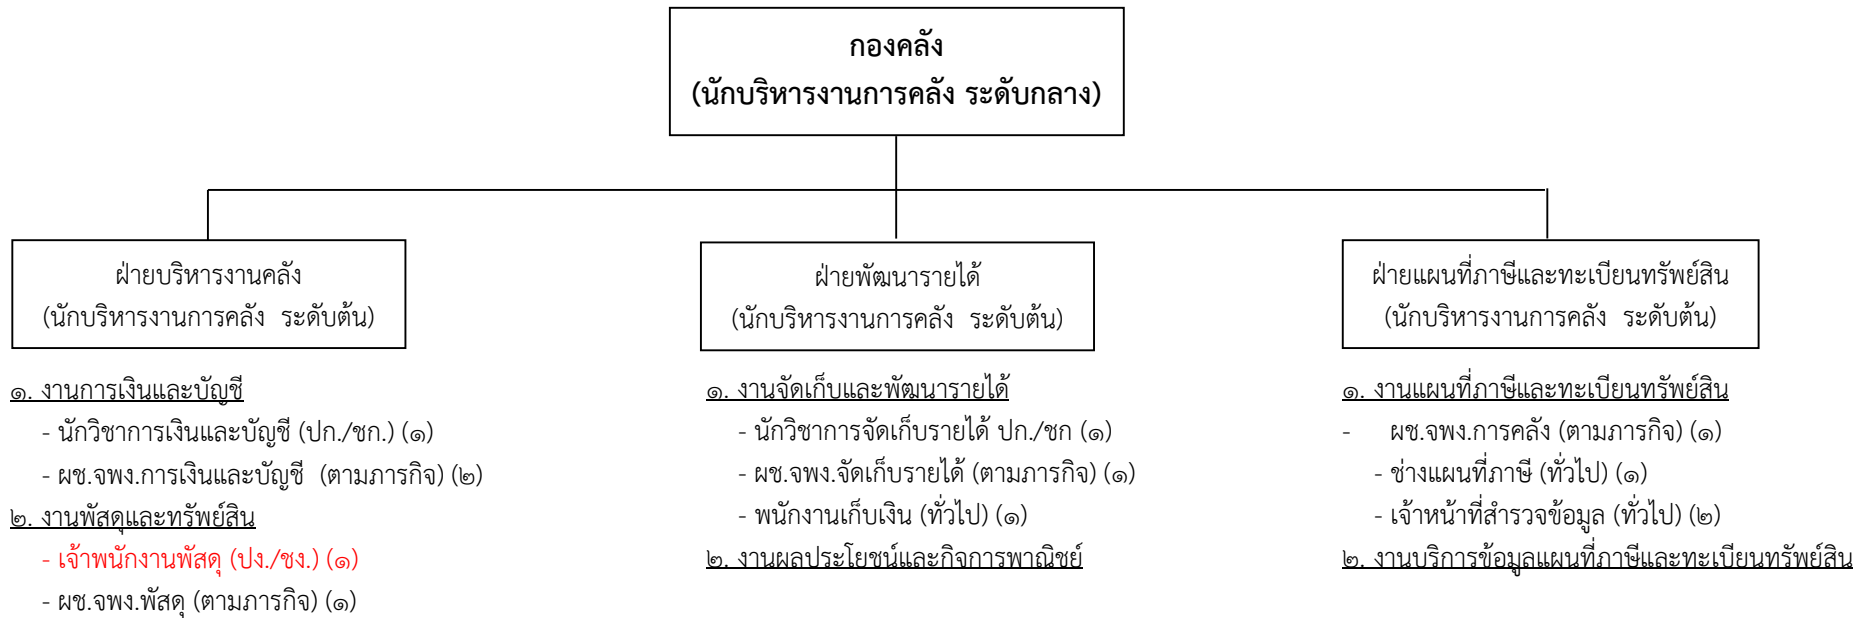 กองคลัง
(นักบริหารงานการคลัง ระดับกลาง)
ฝ่ายบริหารงานคลัง
(นักบริหารงานการคลัง ระดับต้น)
๑. งานการเงินและบัญชี
- นักวิชาการเงินและบัญชี (ปก./ชก.) (๑)
- ผช.จพง.การเงินและบัญชี (ตามภารกิจ) (๒)
๒. งานพัสดุและทรัพย์สิน
- เจ้าพนักงานพัสดุ (ปง./ชง.) (๑)
- ผช.จพง.พัสดุ (ตามภารกิจ) (๑)
ฝ่ายพัฒนารายได้
(นักบริหารงานการคลัง ระดับต้น)
๑. งานจัดเก็บและพัฒนารายได้
- นักวิชาการจัดเก็บรายได้ ปก./ชก (๑)
- ผช.จพง.จัดเก็บรายได้ (ตามภารกิจ) (๑)
- พนักงานเก็บเงิน (ทั่วไป) (๑)
๒. งานผลประโยชน์และกิจการพาณิชย์
ฝ่ายแผนที่ภาษีและทะเบียนทรัพย์สิน
(นักบริหารงานการคลัง ระดับต้น)
๑. งานแผนที่ภาษีและทะเบียนทรัพย์สิน
- ผช.จพง.การคลัง (ตามภารกิจ) (๑)
- ช่างแผนที่ภาษี (ทั่วไป) (๑)
- เจ้าหน้าที่สำรวจข้อมูล (ทั่วไป) (๒)
๒. งานบริการข้อมูลแผนที่ภาษีและทะเบียนทรัพย์สิน